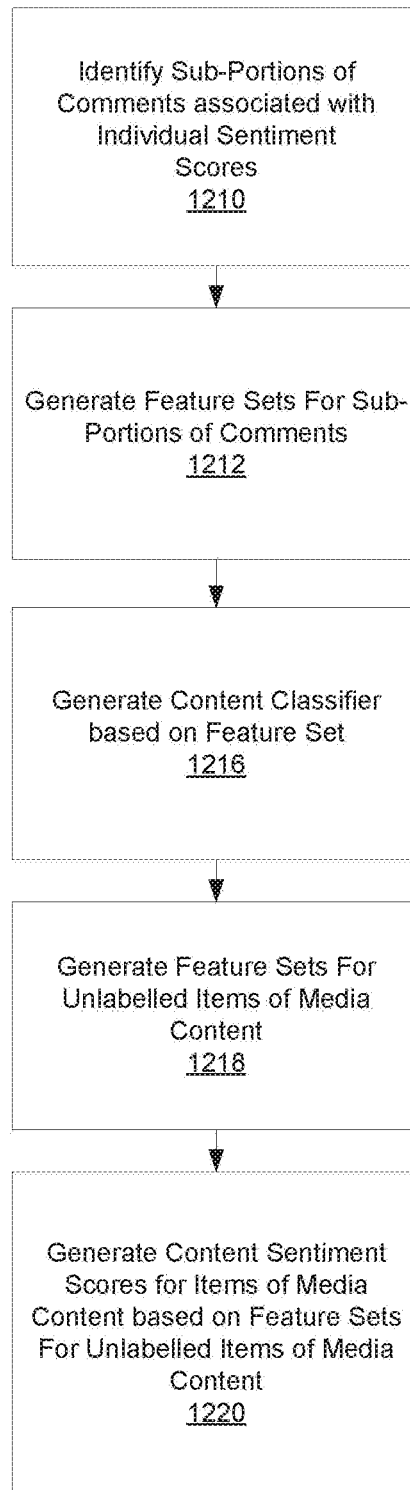 Identify Sub-Portions of
Comments associated with
Individual Sentiment
Scores
1210
Generate Feature Sets For Sub-
Portions of Comments
1212
Generate Content Classifier
based on Feature Set
1216
Generate Feature Sets For
Unlabelled Items of Media
Content
1218
Generate Content Sentiment
Scores for Items of Media
Content based on Feature Sets
For Unlabelled Items of Media
Content
1220